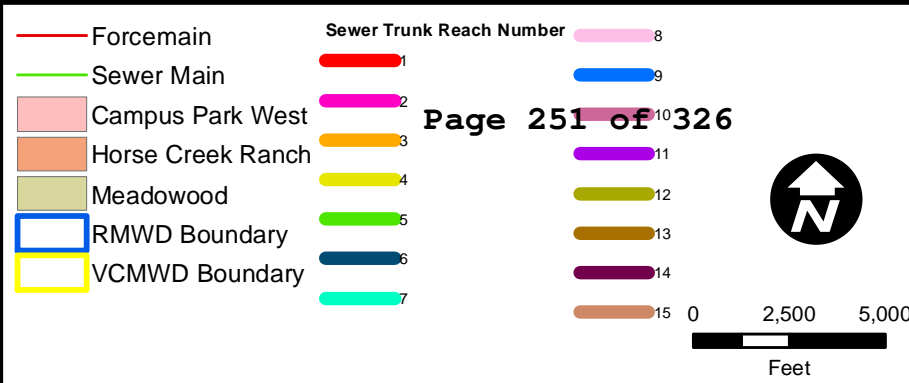 Forcemain
Sewer Main
Campus Park West
Horse Creek Ranch
Meadowood
RMWD Boundary
VCMWD Boundary
Sewer Trunk Reach Number
1
2
3
4
5
6
7
8
9
10
11
12
13
14
15
Page 251 of 326
N
0 2,500 5,000
Feet